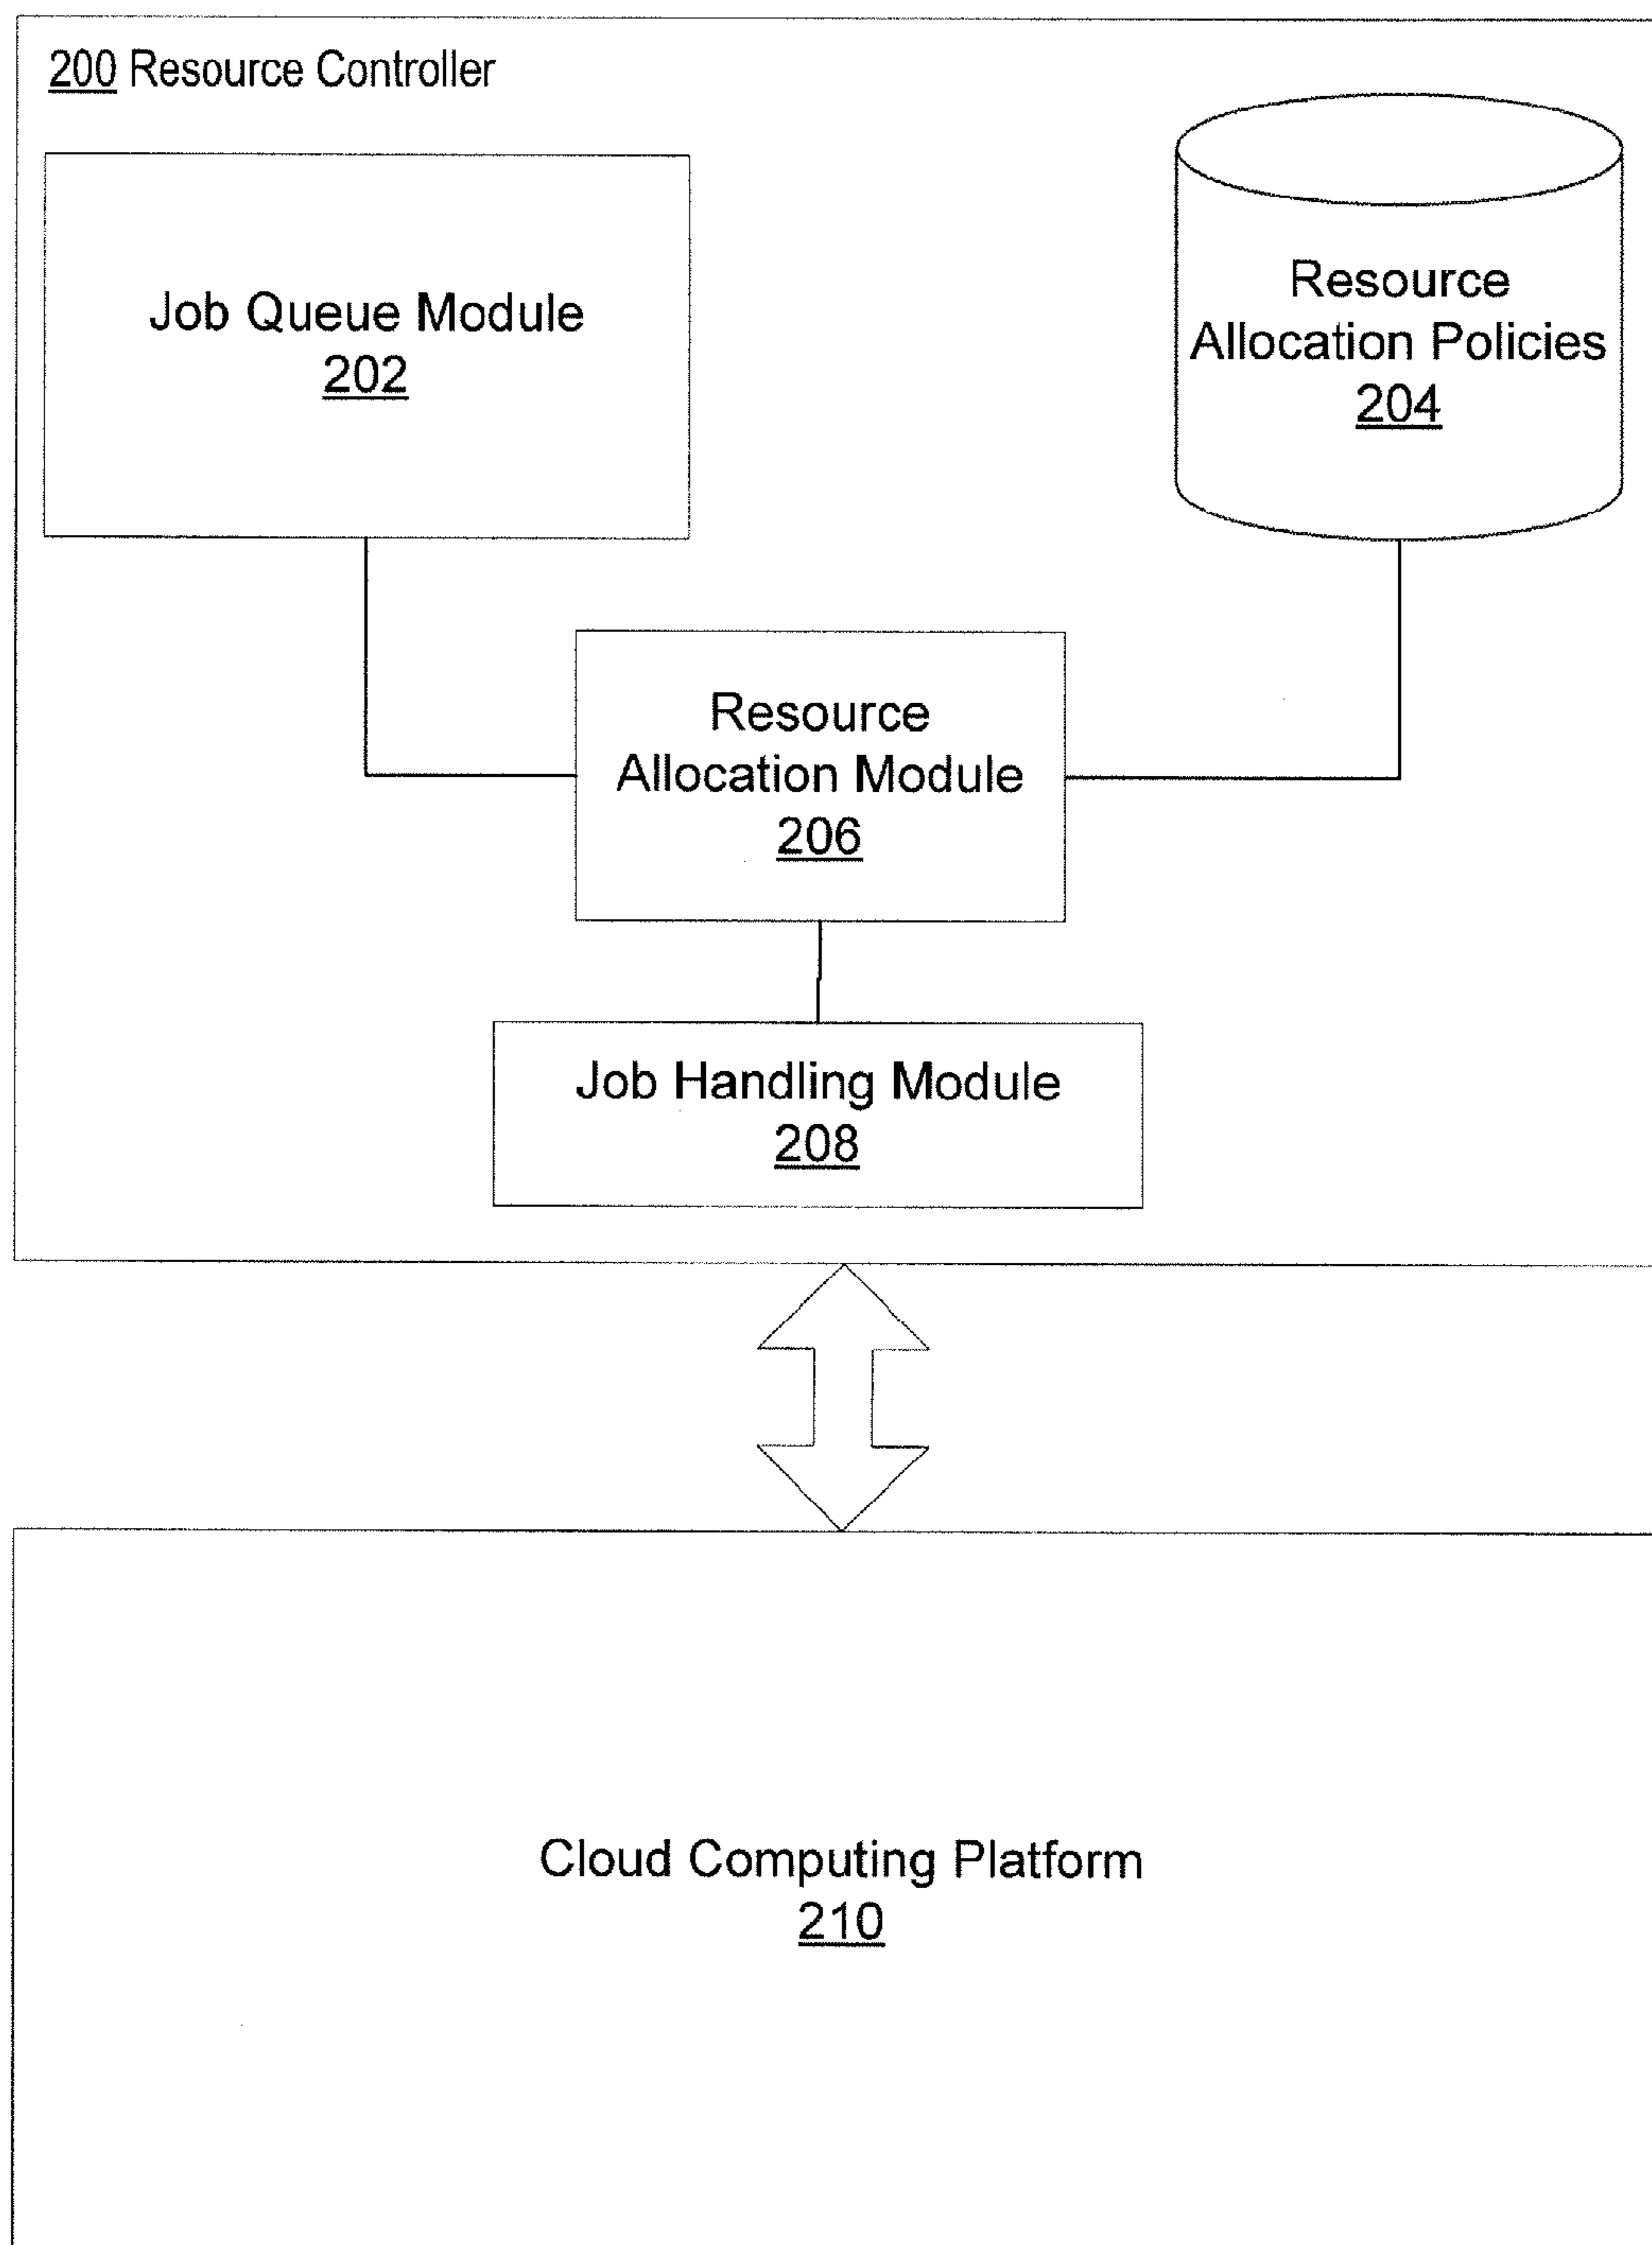 200 Resource Controller
Job Queue Module
202
Resource
Allocation Policies
204
Resource
Allocation Module
206
Job Handling Module
208
Cloud Computing Platform
210